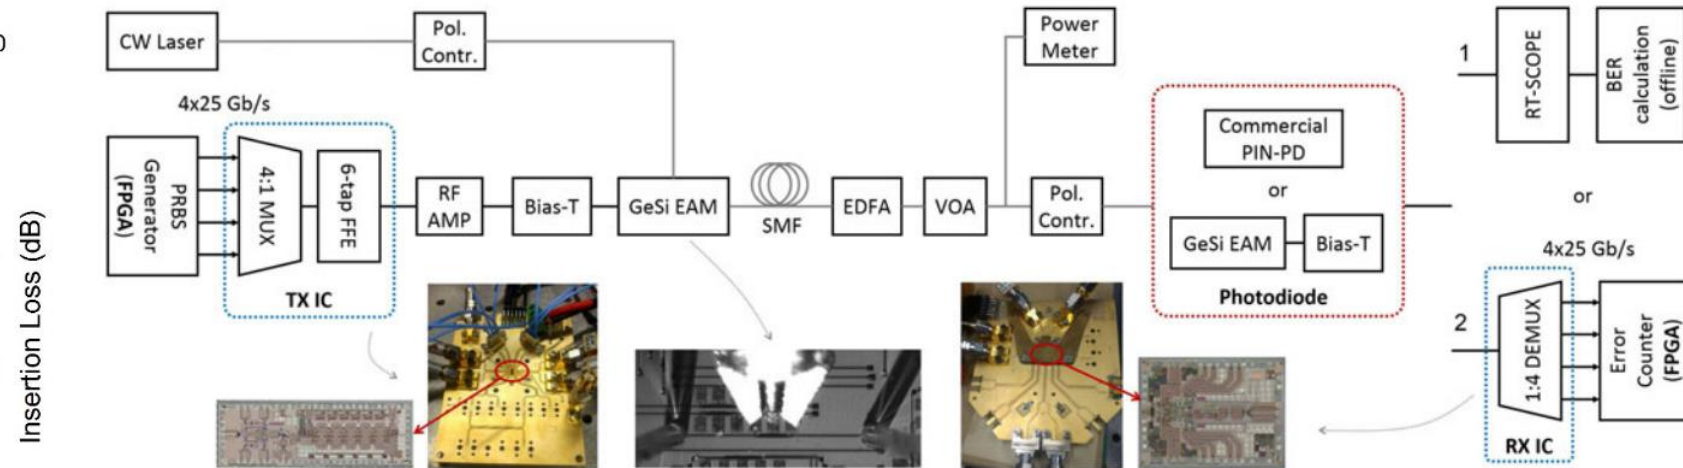 Insertion Loss (dB)
0
CW Laser
Pol.
Contr.
4x25 Gb/s
PRBS
Generator
(FPGA)
4:1 MUX
6-tap FFE
TX IC
RF
AMP
Bias-T
GeSi EAM
SMF
EDFA
VOA
Power
Meter
Pol.
Contr.
Commercial
PIN-PD
or
GeSi EAM
Bias-T
Photodiode
1
RT-SCOPE
BER
calculation
(offline)
or
4x25 Gb/s
2
1:4 DEMUX
RX IC
Error
Counter
(FPGA)